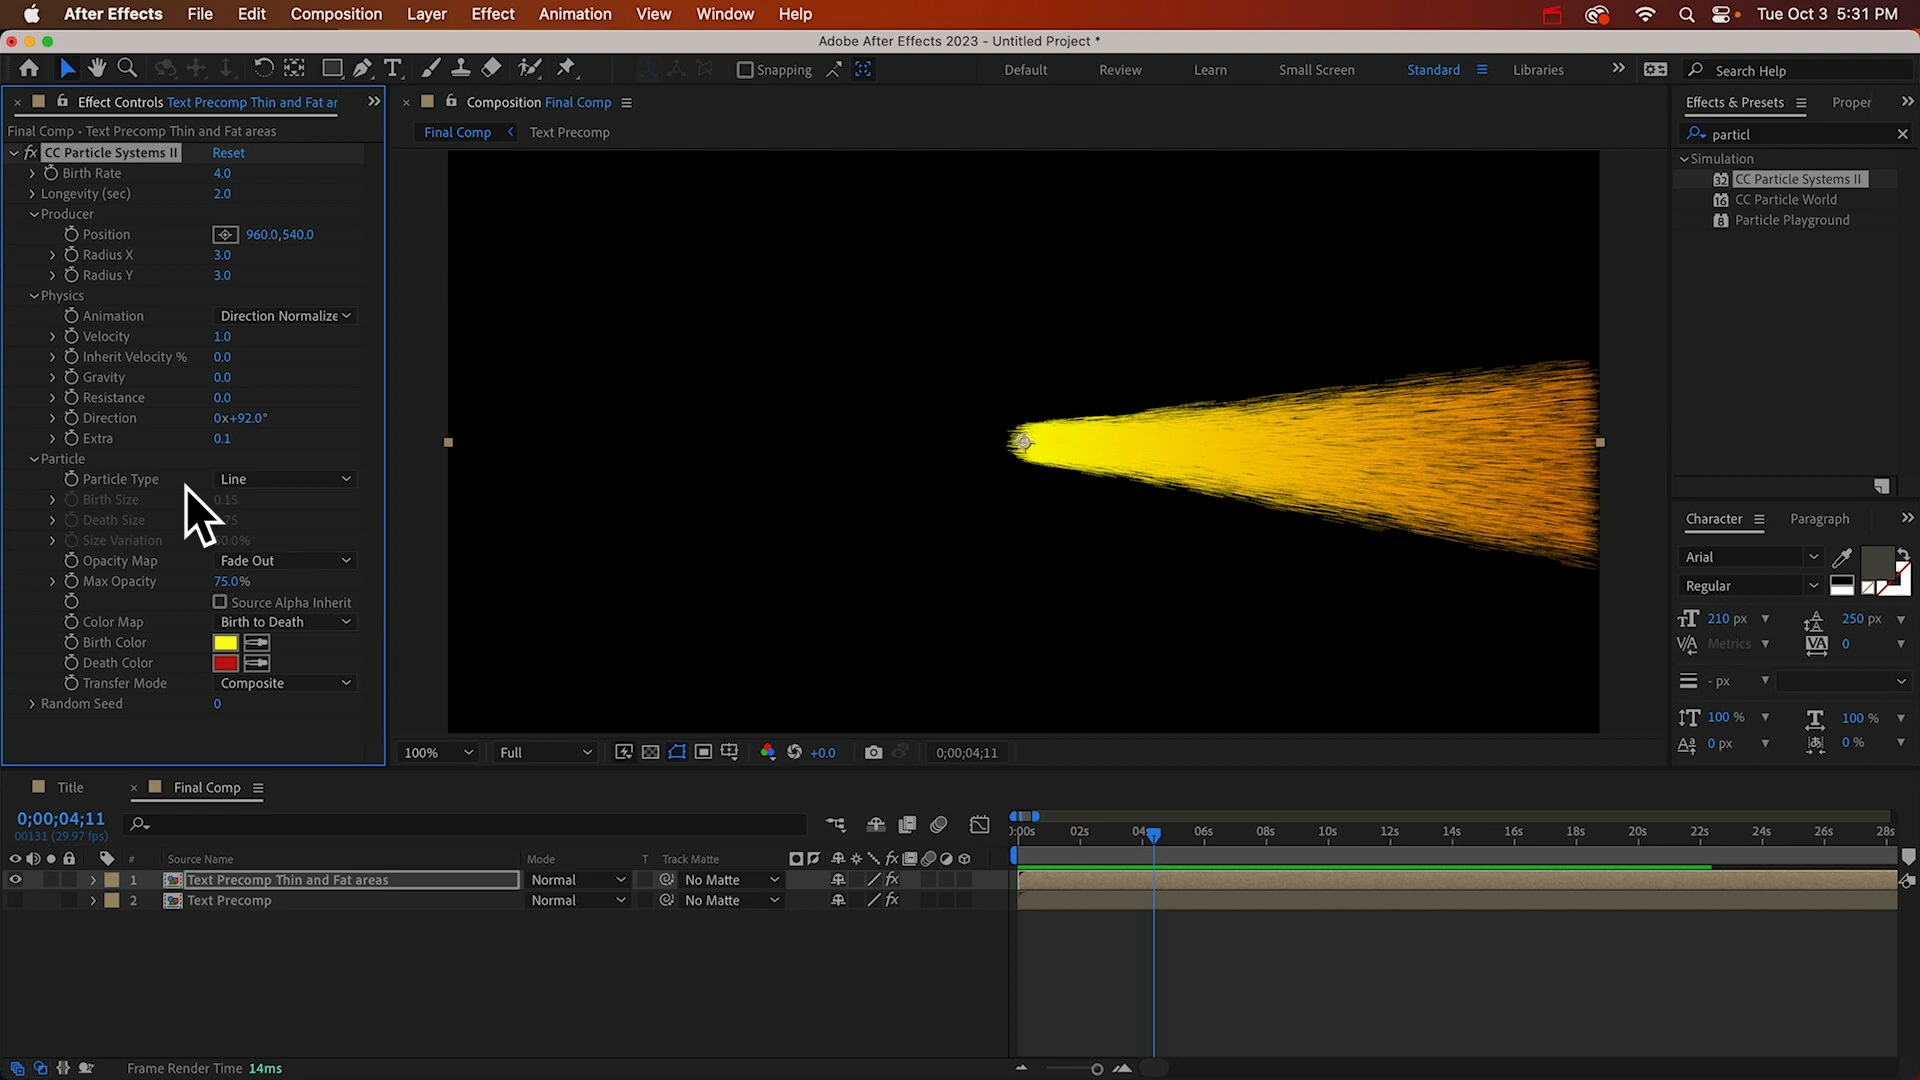 After Effects File Edit Composition Layer Effect Animation View Window Help Tue Oct 3 5:31 PM
Adobe After Effects 2023 - Untitled Project *
Snapping Default Review Learn Small Screen Standard Libraries Search Help
Effect Controls Text Precomp Thin and Fat ar
Final Comp • Text Precomp Thin and Fat areas
fx CC Particle Systems II Reset
Birth Rate 4.0
Longevity (sec) 2.0
Producer
Position 960.0,540.0
Radius X 3.0
Radius Y 3.0
Physics
Animation Direction Normalize
Velocity 1.0
Inherit Velocity % 0.0
Gravity 0.0
Resistance 0.0
Direction 0x+92.0°
Extra 0.1
Particle
Particle Type Line
Birth Size 0.15
Death Size
Size Variation
Opacity Map Fade Out
Max Opacity 75.0%
Source Alpha Inherit
Color Map Birth to Death
Birth Color
Death Color
Transfer Mode Composite
Random Seed 0
Composition Final Comp
Final Comp Text Precomp
100% Full +0.0 0;00;04;11
Effects & Presets Proper
particl
Simulation
32 CC Particle Systems II
16 CC Particle World
8 Particle Playground
Character Paragraph
Arial
Regular
210 px 250 px
Metrics 0
- px
100 % 100 %
0 px 0 %
Title Final Comp
0;00;04;11
00131 (29.97 fps)
# Source Name Mode T Track Matte fx
1 Text Precomp Thin and Fat areas Normal No Matte fx
2 Text Precomp Normal No Matte fx
0:00s 02s 04s 06s 08s 10s 12s 14s 16s 18s 20s 22s 24s 26s 28s
Frame Render Time 14ms